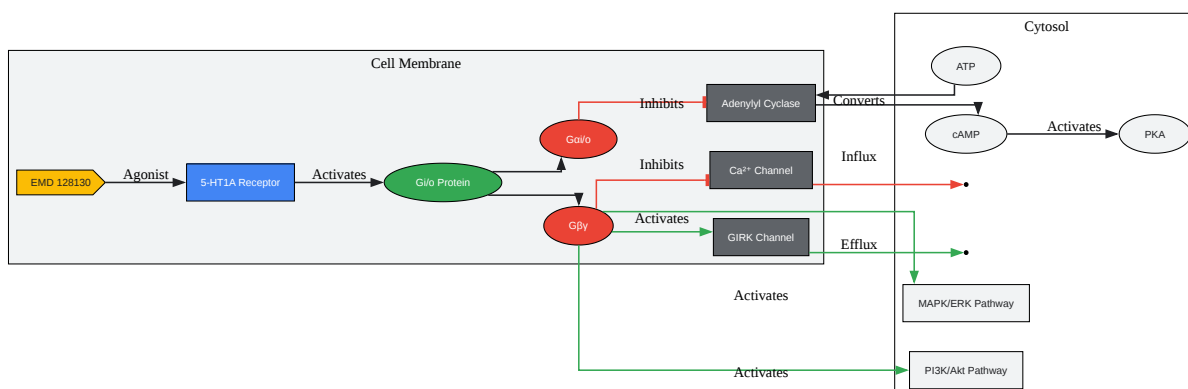 Cytosol
Cell Membrane
ATP
Inhibits
Adenylyl Cyclase
Converts
Gαi/o
cAMP
Activates
PKA
Inhibits
Ca²⁺ Channel
Influx
EMD 128130
Agonist
5-HT1A Receptor
Activates
Gi/o Protein
Gβγ
Activates
GIRK Channel
Efflux
Activates
MAPK/ERK Pathway
Activates
PI3K/Akt Pathway